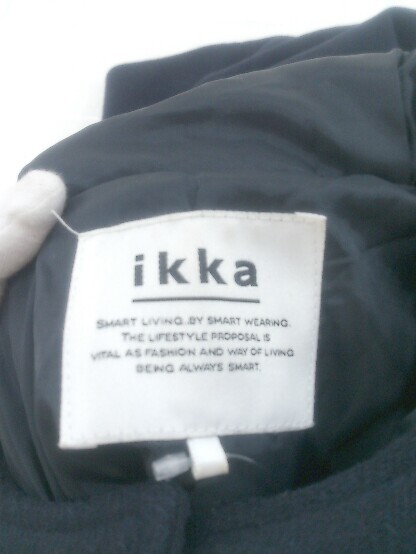 ikka
SMART LIVING..BY SMART WEARING.
THE LIFESTYLE PROPOSAL IS
VITAL AS FASHION AND WAY OF LIVING
BEING ALWAYS SMART.